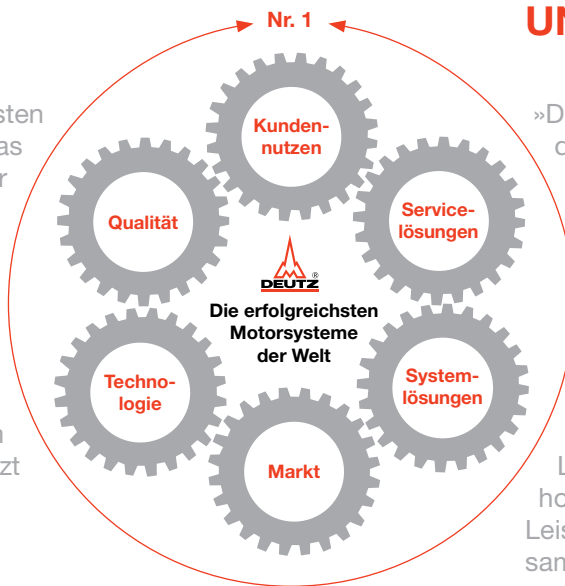 Nr. 1
Kunden-
nutzen
Qualität
Service-
lösungen
DEUTZ®
Die erfolgreichsten
Motorsysteme
der Welt
Techno-
logie
System-
lösungen
Markt